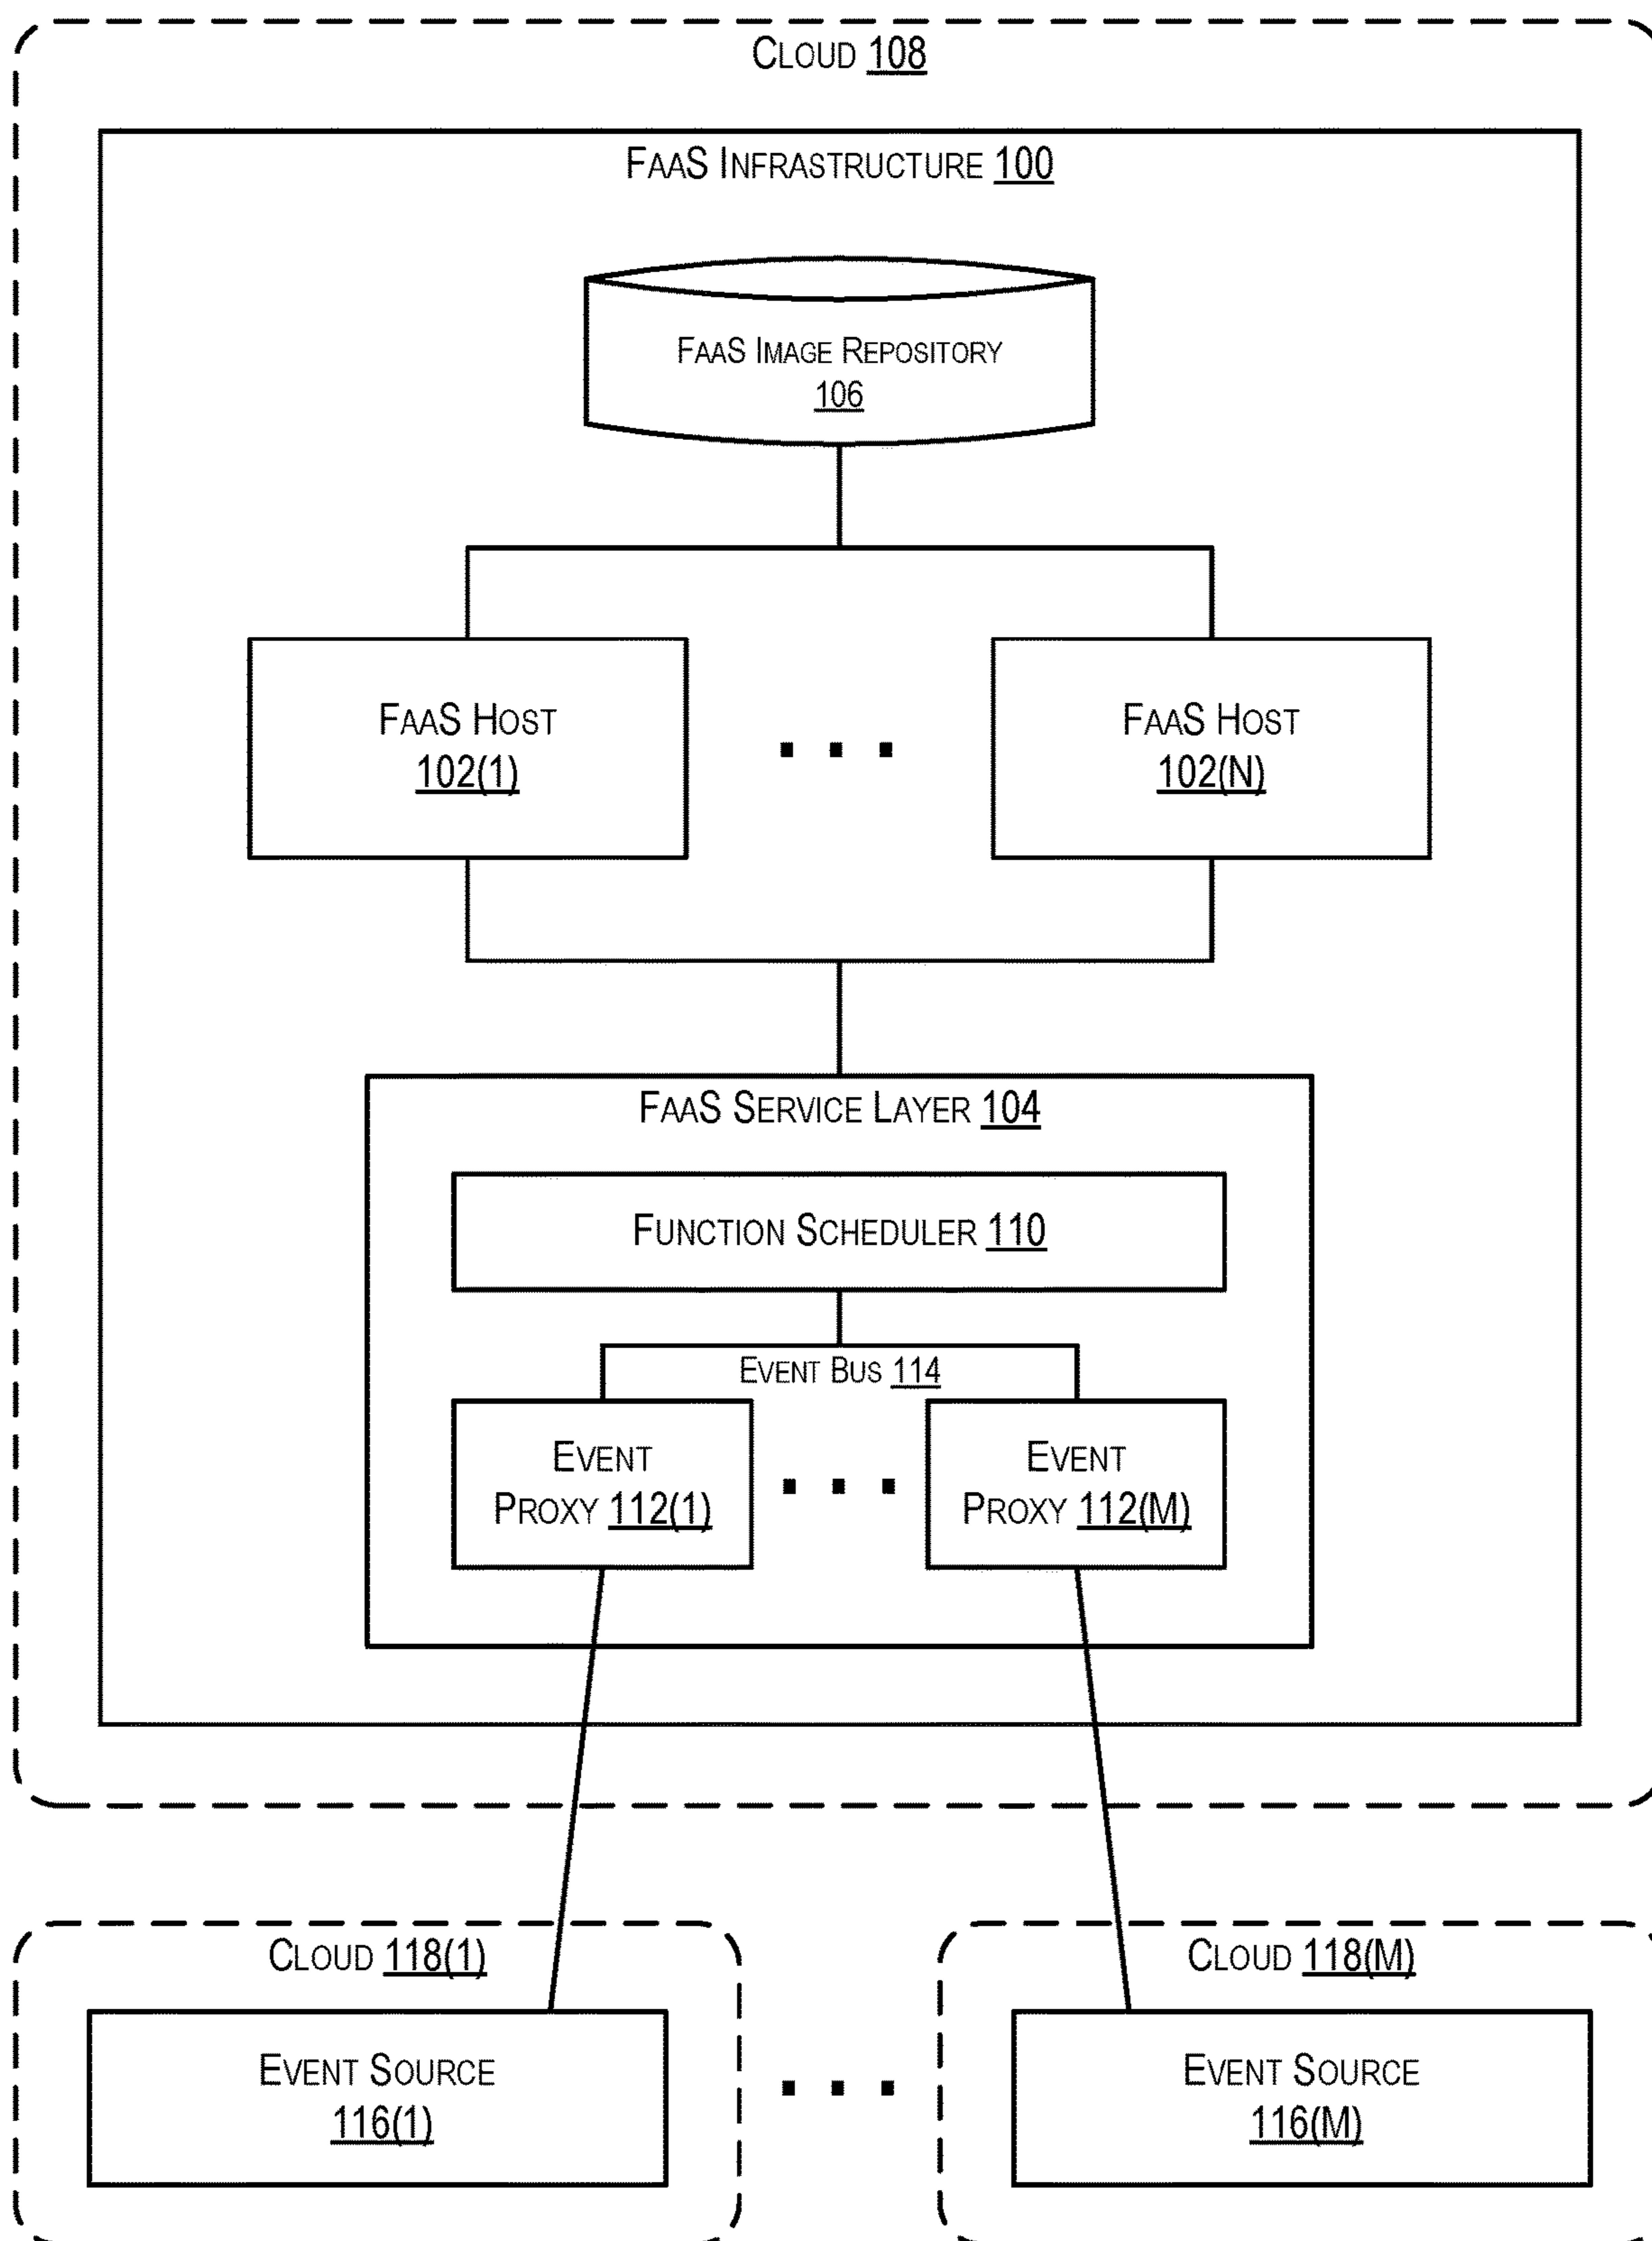 CLOUD 108
FAAS INFRASTRUCTURE 100
FAAS IMAGE REPOSITORY
106
FAAS HOST
102(1)
FAAS HOST
102(N)
FAAS SERVICE LAYER 104
FUNCTION SCHEDULER 110
EVENT BUS 114
EVENT
PROXY 112(1)
EVENT
PROXY 112(M)
CLOUD 118(1)
EVENT SOURCE
116(1)
CLOUD 118(M)
EVENT SOURCE
116(M)